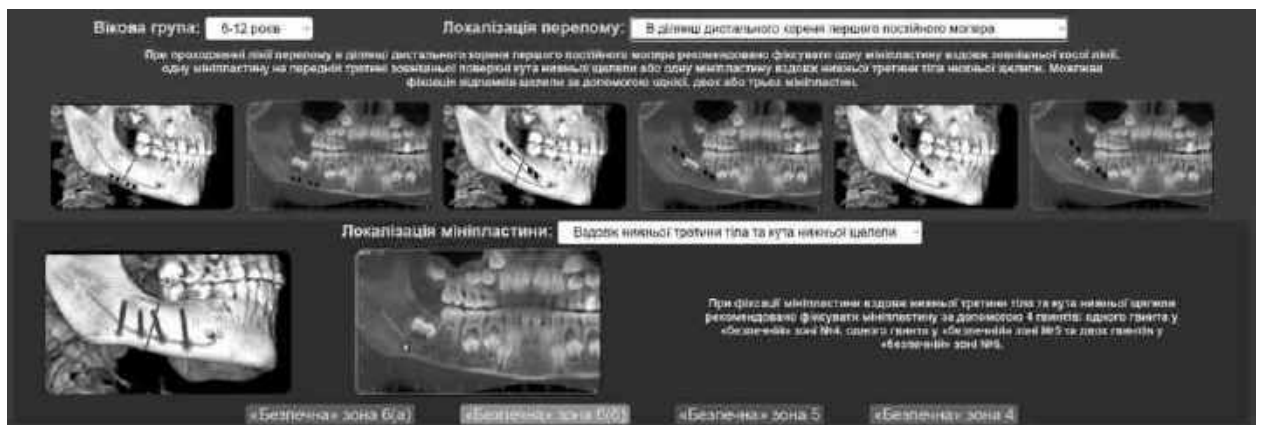 Вікова група: 6-12 років Локалізація перелому: В ділянці дистального кореня першого постійного моляра
При проходженні лінії перелому в ділянці дистального кореня першого постійного моляра рекомендовано фіксувати одну мініпластину вздовж зовнішньої косої лінії,
одну мініпластину на передній третині зовнішньої поверхні кута нижньої щелепи або одну мініпластину вздовж нижньої третини тіла нижньої щелепи. Можлива
фіксація відламків щелепи за допомогою однієї, двох або трьох мініпластин.
Локалізація мініпластини: Вздовж нижньої третини тіла та кута нижньої щелепи
При фіксації мініпластини вздовж нижньої третини тіла та кута нижньої щелепи
рекомендовано фіксувати мініпластину за допомогою 4 гвинтів: одного гвинта у
«безпечній» зоні №4, одного гвинта у «безпечній» зоні №5 та двох гвинтів у
«безпечній» зоні №6.
«Безпечна» зона 6(а) «Безпечна» зона 6(б) «Безпечна» зона 5 «Безпечна» зона 4